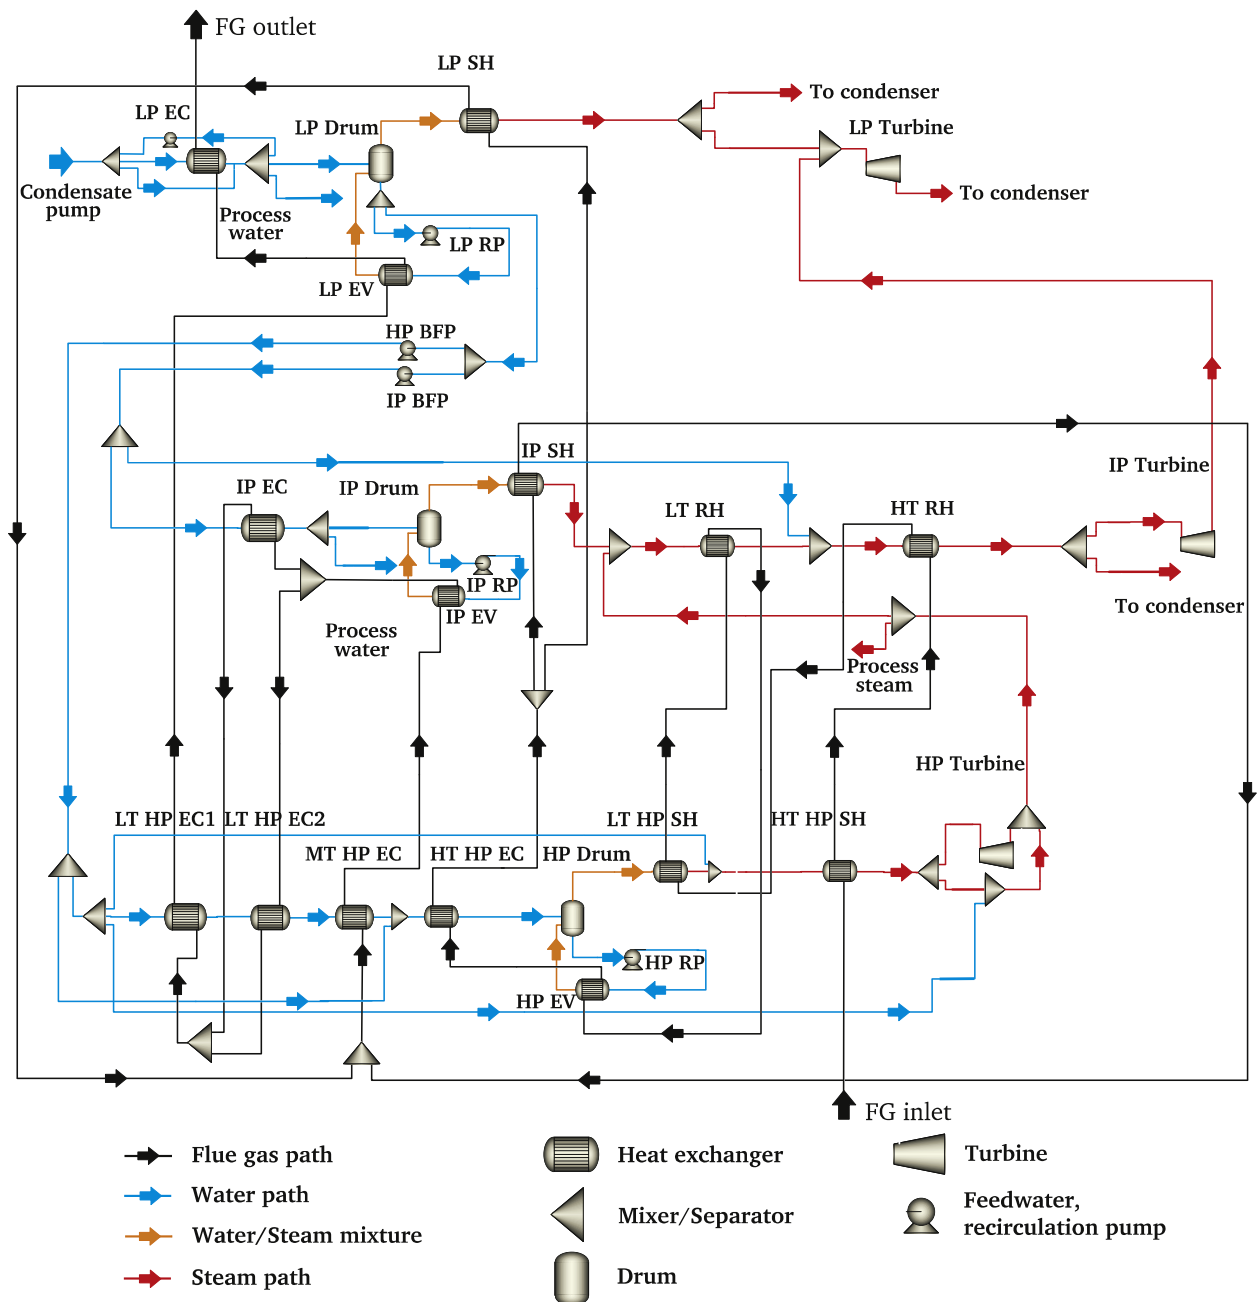 FG outlet
LP SH
To condenser
LP EC
LP Drum
LP Turbine
Condensate
pump
Process
water
To condenser
LP RP
LP EV
HP BFP
IP BFP
IP SH
IP Turbine
IP EC
IP Drum
LT RH
HT RH
IP RP
IP EV
To condenser
Process
water
Process
steam
HP Turbine
LT HP EC1
LT HP EC2
LT HP SH
HT HP SH
MT HP EC
HT HP EC
HP Drum
HP RP
HP EV
FG inlet
Flue gas path
Heat exchanger
Turbine
Water path
Mixer/Separator
Feedwater,
recirculation pump
Water/Steam mixture
Steam path
Drum